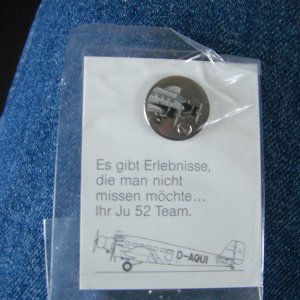 Es gibt Erlebnisse,
die man nicht
missen möchte...
Ihr Ju 52 Team.
D-AQUI